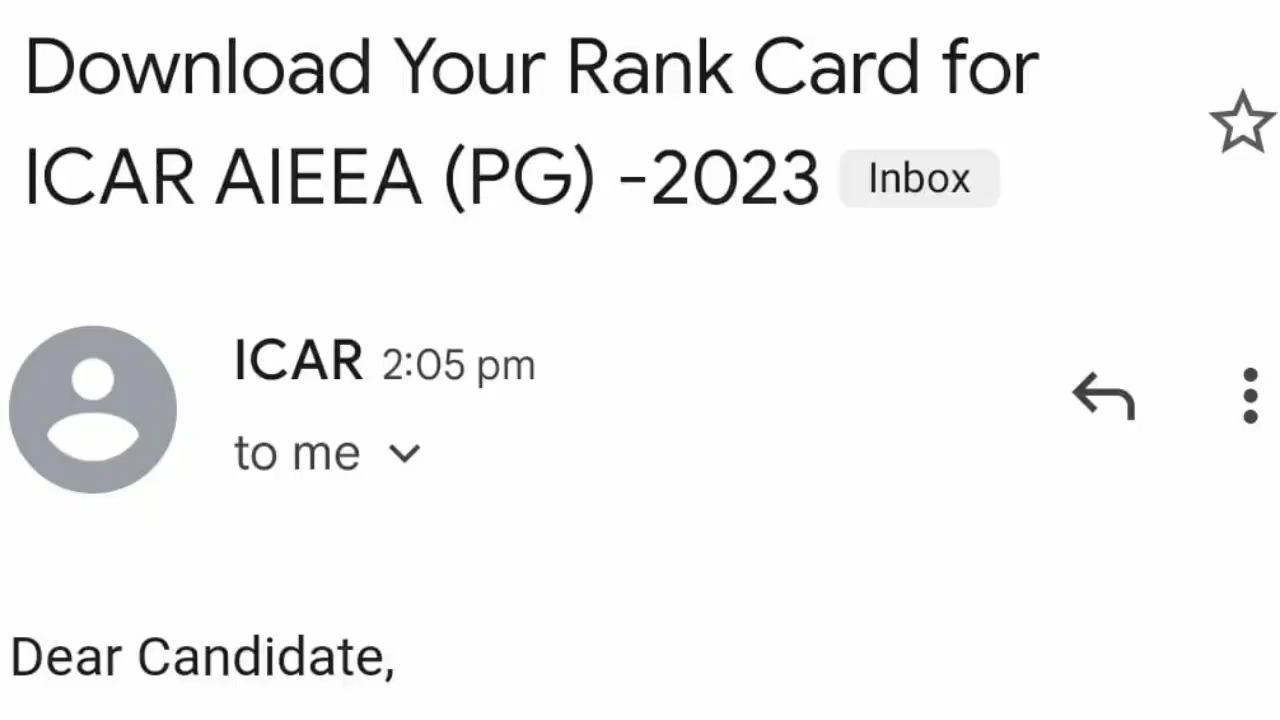 Download Your Rank Card for
ICAR AIEEA (PG) -2023 Inbox
ICAR 2:05 pm
to me
Dear Candidate,